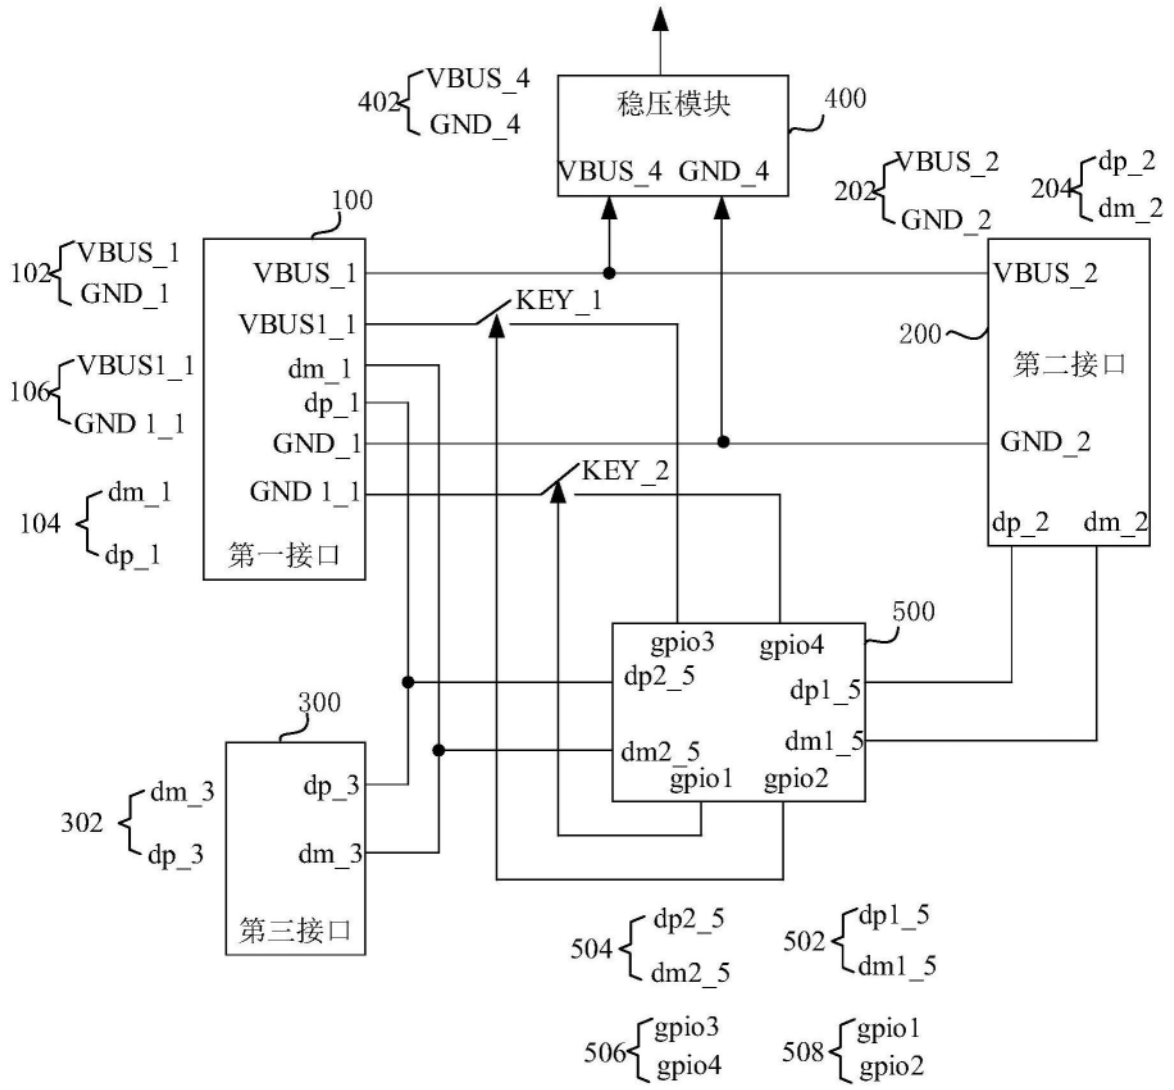 VBUS_4
402
GND_4
稳压模块
400
VBUS_4 GND_4
VBUS_2
202
GND_2
dp_2
204
dm_2
100
VBUS_1
102
GND_1
VBUS_1
VBUS1_1
dm_1
dp_1
GND_1
GND 1_1
第一接口
VBUS1_1
106
GND 1_1
dm_1
104
dp_1
KEY_1
KEY_2
VBUS_2
200
第二接口
GND_2
dp_2 dm_2
500
gpio3 gpio4
dp2_5
dp1_5
dm2_5
dm1_5
gpio1 gpio2
300
dp_3
dm_3
第三接口
dm_3
302
dp_3
dp2_5
504
dm2_5
dp1_5
502
dm1_5
gpio3
506
gpio4
gpio1
508
gpio2